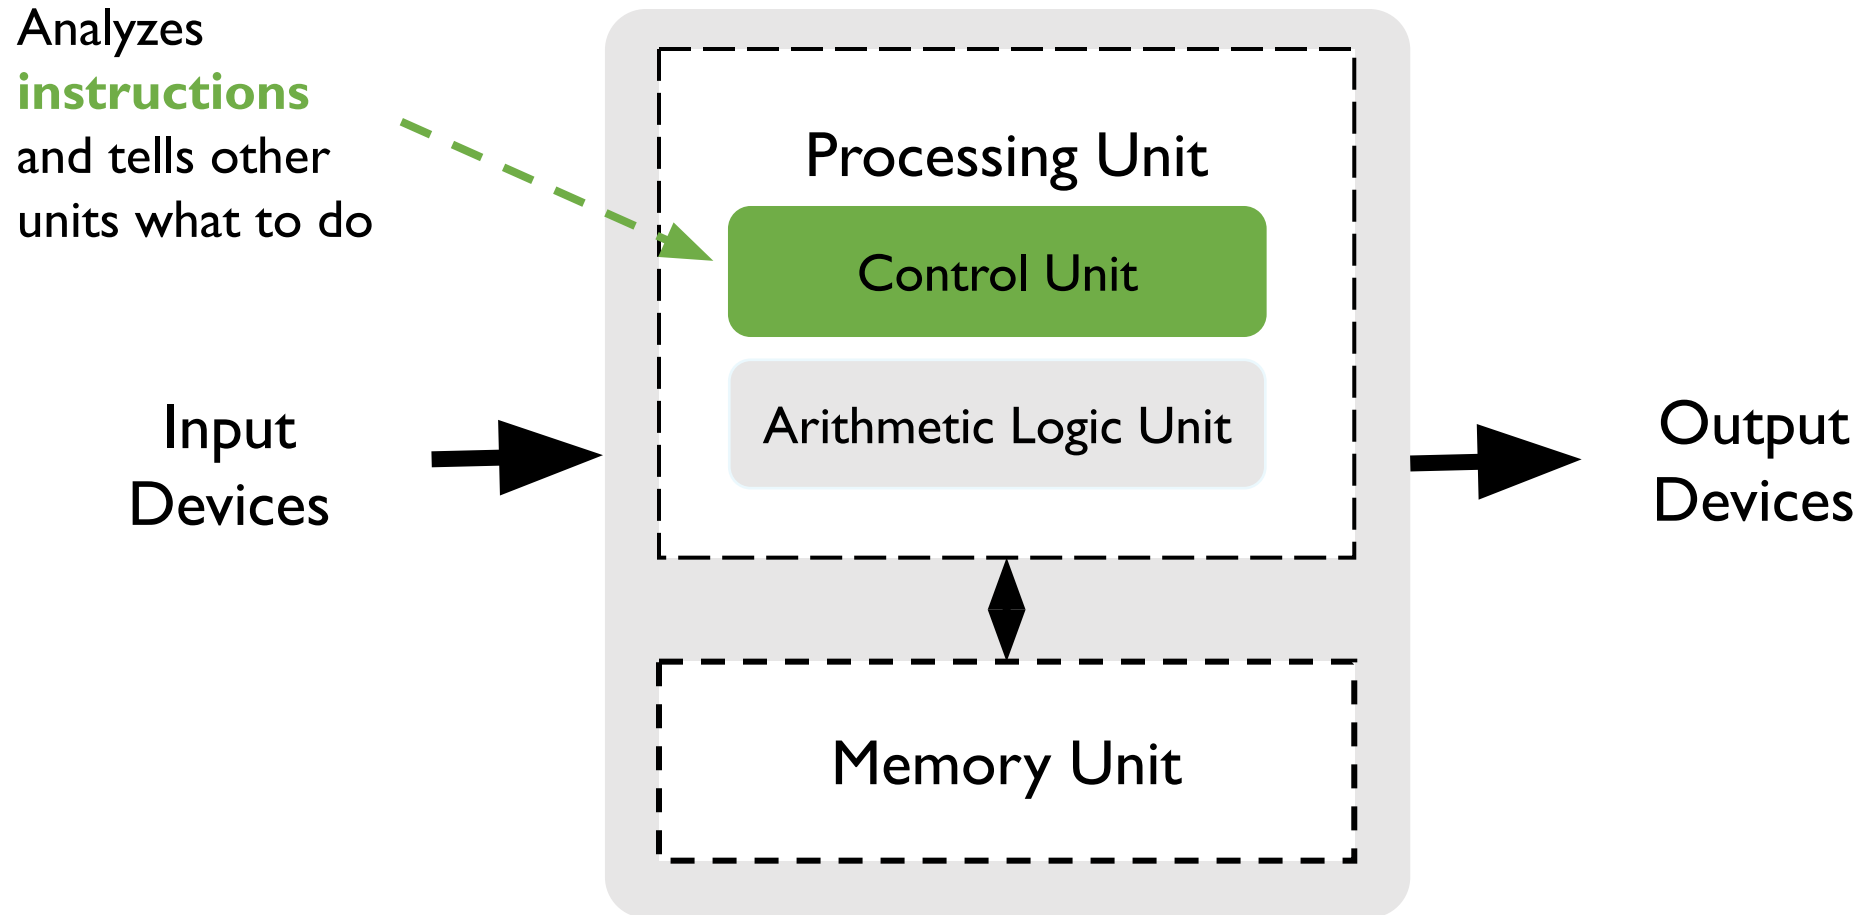 Analyzes
instructions
and tells other
units what to do
Processing Unit
Control Unit
Arithmetic Logic Unit
Input
Devices
Output
Devices
Memory Unit